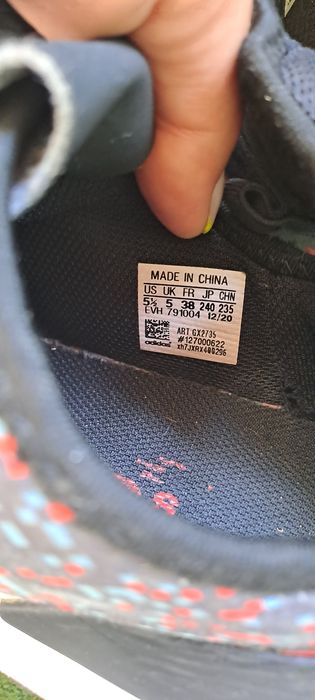 MADE IN CHINA
US UK FR JP CHN
5½ 5 38 240 235
EVH 791004 12/20
ART GX2735
#127000622
adidas xh7JXRX400296